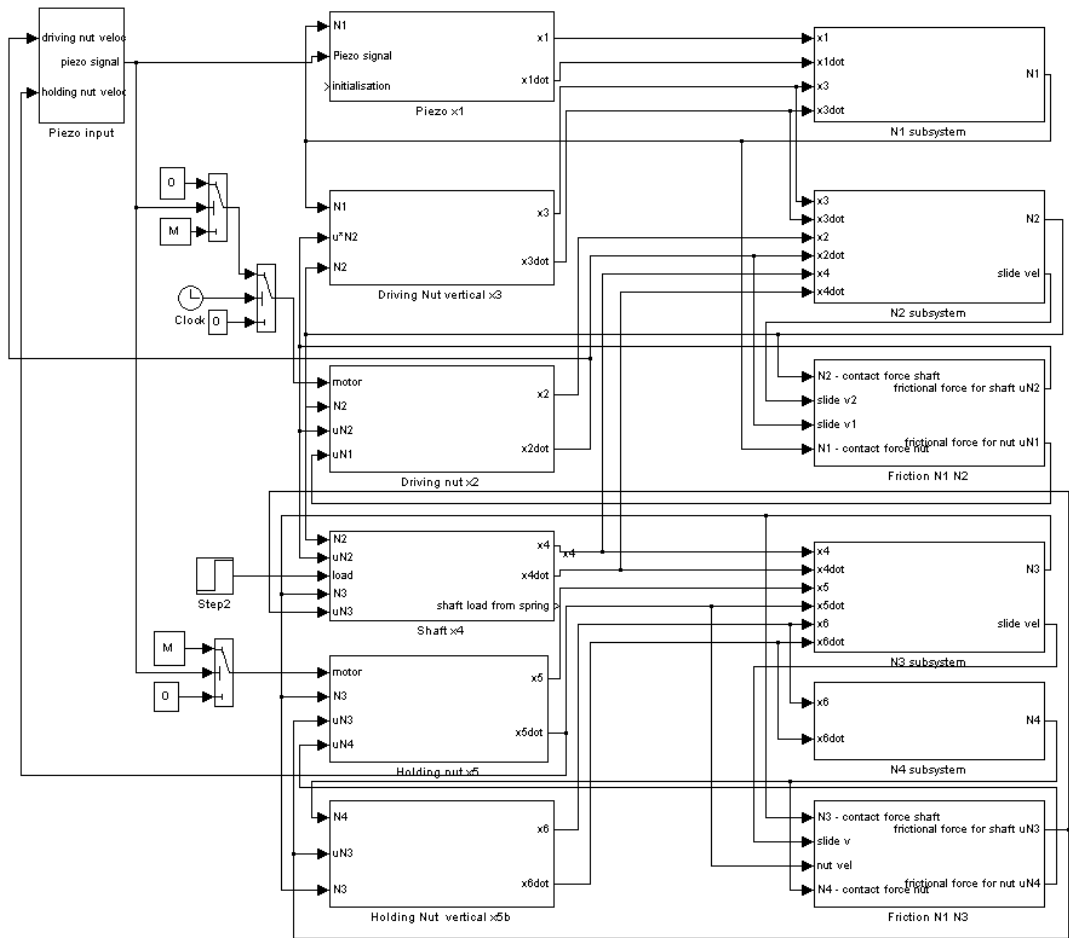 driving nut veloc
piezo signal
holding nut veloc
Piezo input
N1
Piezo signal
initialisation
x1
x1dot
Piezo x1
x1
x1dot
x3
x3dot
N1
N1 subsystem
0
M
Clock
0
N1
u*N2
N2
x3
x3dot
Driving Nut vertical x3
x3
x3dot
x2
x2dot
x4
x4dot
N2
slide vel
N2 subsystem
motor
N2
uN2
uN1
x2
x2dot
Driving nut x2
N2 - contact force shaft
frictional force for shaft uN2
slide v2
slide v1
frictional force for nut uN1
N1 - contact force nut
Friction N1 N2
Step2
N2
uN2
load
N3
uN3
x4
x4dot
shaft load from spring
Shaft x4
x4
x4
x4dot
x5
x5dot
x6
x6dot
N3
slide vel
N3 subsystem
M
0
motor
N3
uN3
uN4
x5
x5dot
Holding nut x5
x6
x6dot
N4
N4 subsystem
N4
uN3
N3
x6
x6dot
Holding Nut vertical x5b
N3 - contact force shaft
frictional force for shaft uN3
slide v
nut vel
frictional force for nut uN4
N4 - contact force nut
Friction N1 N3